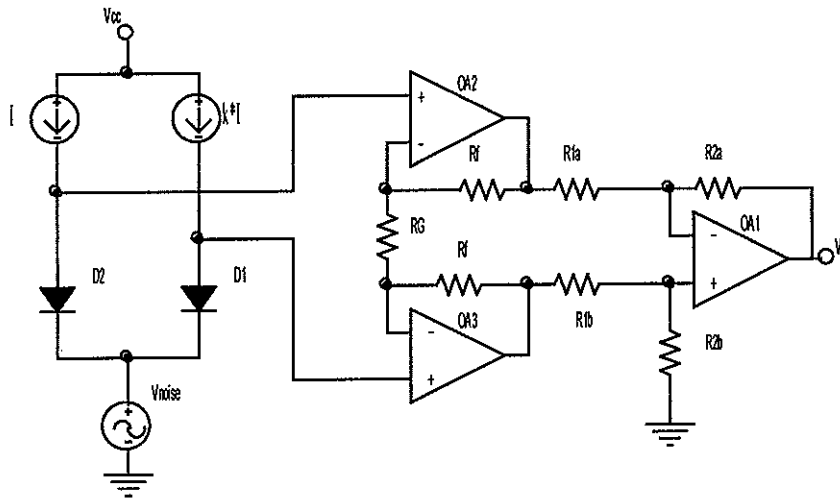 Vcc
OA2
I
k*I
Rf
R1a
R2a
RG
OA1
V
D2
D1
Rf
R1b
OA3
R2b
Vnoise